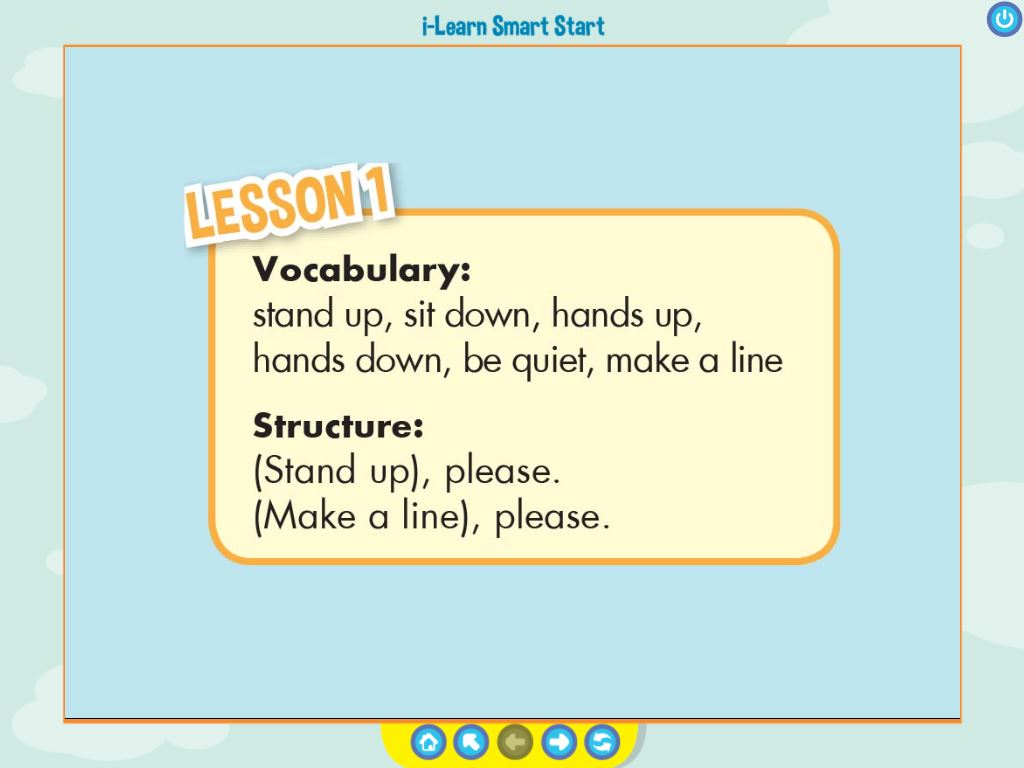 i-Learn Smart Start
LESSON 1
Vocabulary:
stand up, sit down, hands up,
hands down, be quiet, make a line
Structure:
(Stand up), please.
(Make a line), please.